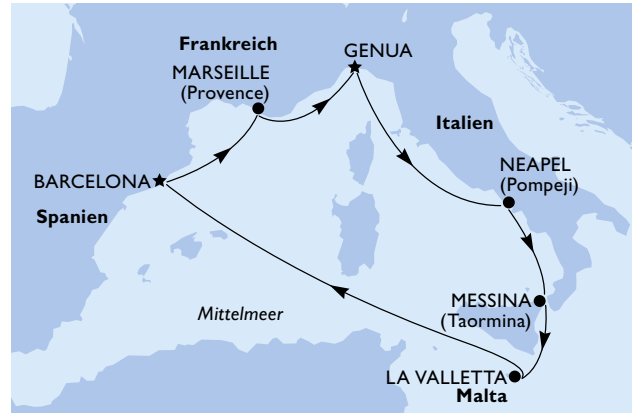 Frankreich
MARSEILLE
(Provence)
GENUA
Italien
NEAPEL
(Pompeji)
BARCELONA
Spanien
Mittelmeer
MESSINA
(Taormina)
LA VALLETTA
Malta